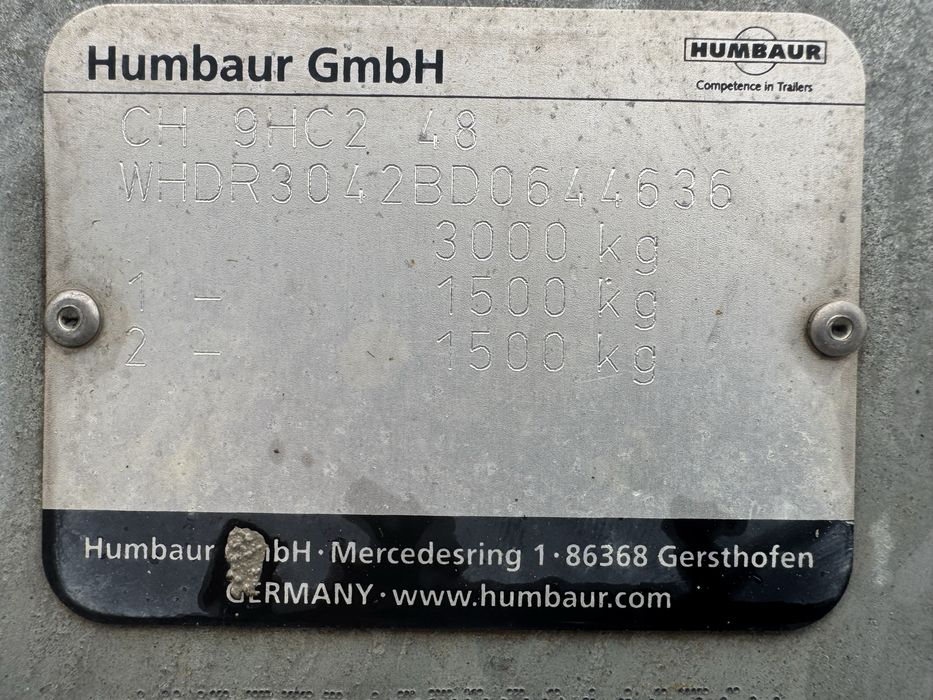 Humbaur GmbH
HUMBAUR
Competence in Trailers
CH 9HC2 48
WHDR3042BD0644636
3000 kg
1 - 1500 kg
2 - 1500 kg
Humbaur mbH · Mercedesring 1 · 86368 Gersthofen
GERMANY · www.humbaur.com